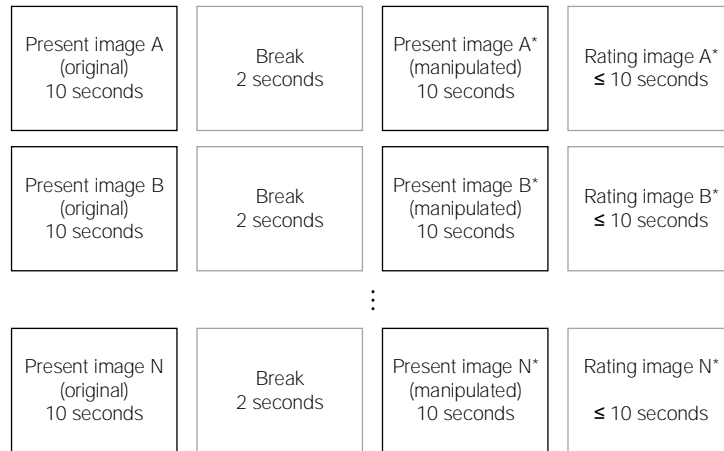 Present image A
(original)
10 seconds
Break
2 seconds
Present image A*
(manipulated)
10 seconds
Rating image A*
≤ 10 seconds
Present image B
(original)
10 seconds
Break
2 seconds
Present image B*
(manipulated)
10 seconds
Rating image B*
≤ 10 seconds
⋮
Present image N
(original)
10 seconds
Break
2 seconds
Present image N*
(manipulated)
10 seconds
Rating image N*
≤ 10 seconds